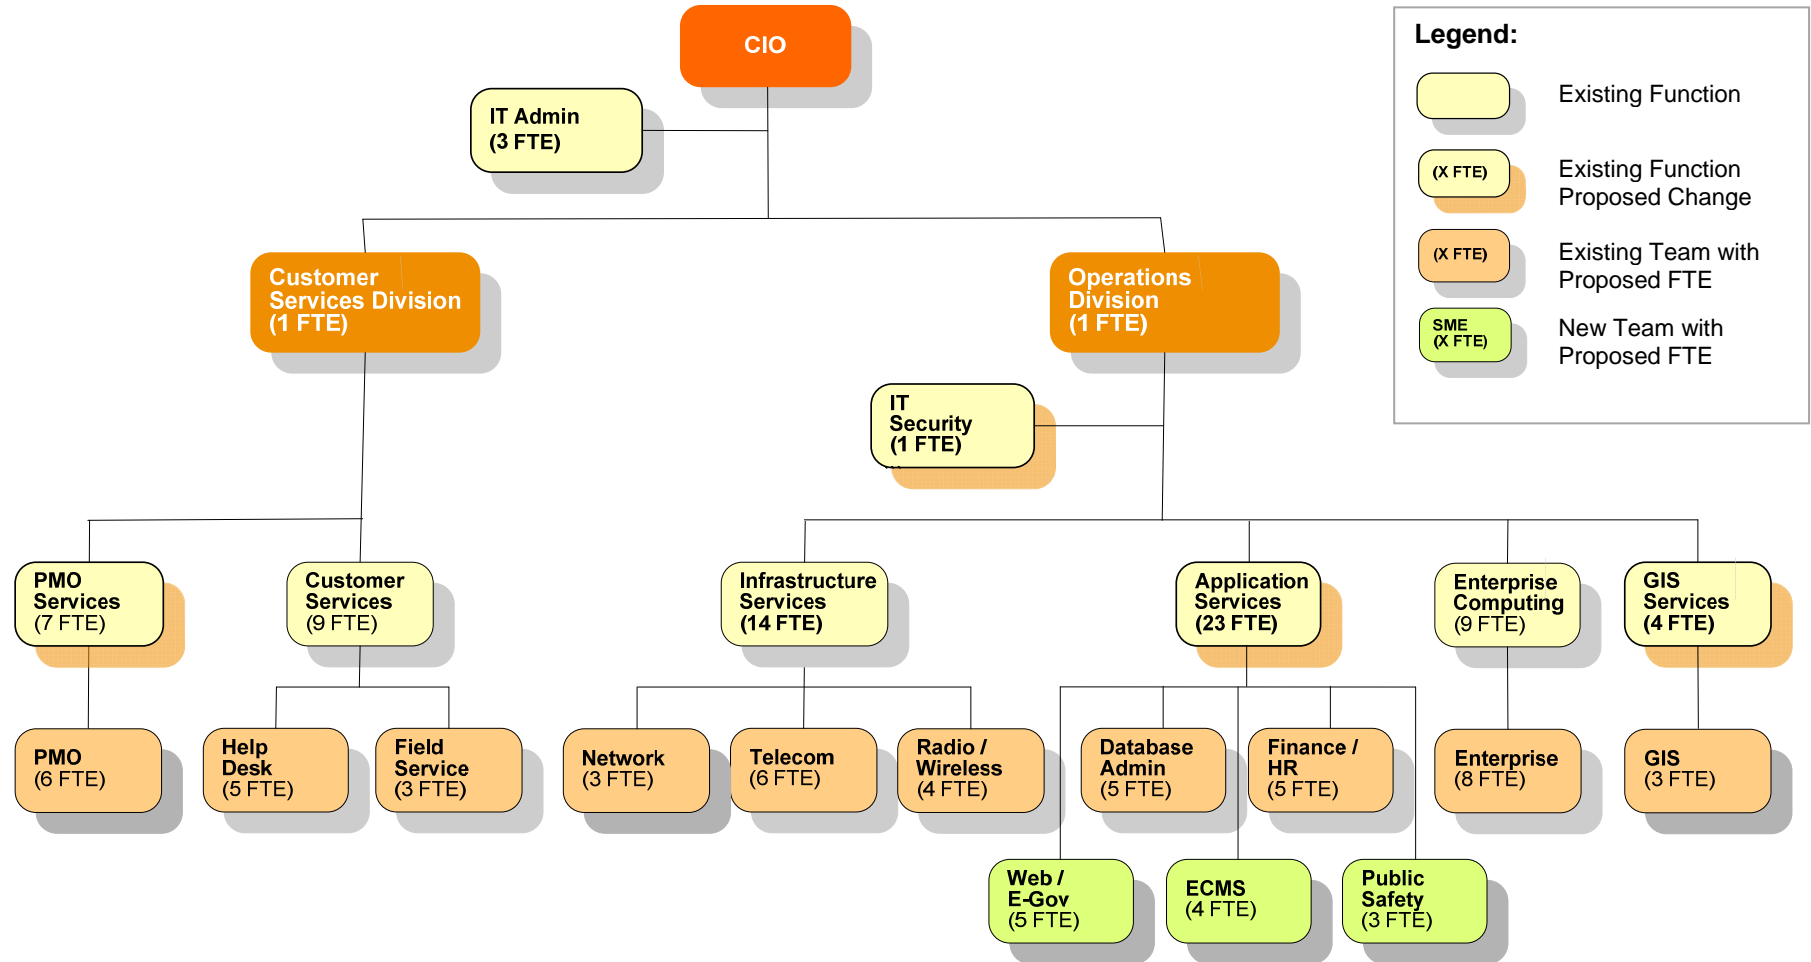 CIO
Legend:
Existing Function
(X FTE)
Existing Function
Proposed Change
(X FTE)
Existing Team with
Proposed FTE
SME
(X FTE)
New Team with
Proposed FTE
IT Admin
(3 FTE)
Customer
Services Division
(1 FTE)
Operations
Division
(1 FTE)
IT
Security
(1 FTE)
...
PMO
Services
(7 FTE)
Customer
Services
(9 FTE)
Infrastructure
Services
(14 FTE)
Application
Services
(23 FTE)
Enterprise
Computing
(9 FTE)
GIS
Services
(4 FTE)
PMO
(6 FTE)
Help
Desk
(5 FTE)
Field
Service
(3 FTE)
Network
(3 FTE)
Telecom
(6 FTE)
Radio /
Wireless
(4 FTE)
Database
Admin
(5 FTE)
Finance /
HR
(5 FTE)
Enterprise
(8 FTE)
GIS
(3 FTE)
Web /
E-Gov
(5 FTE)
ECMS
(4 FTE)
Public
Safety
(3 FTE)